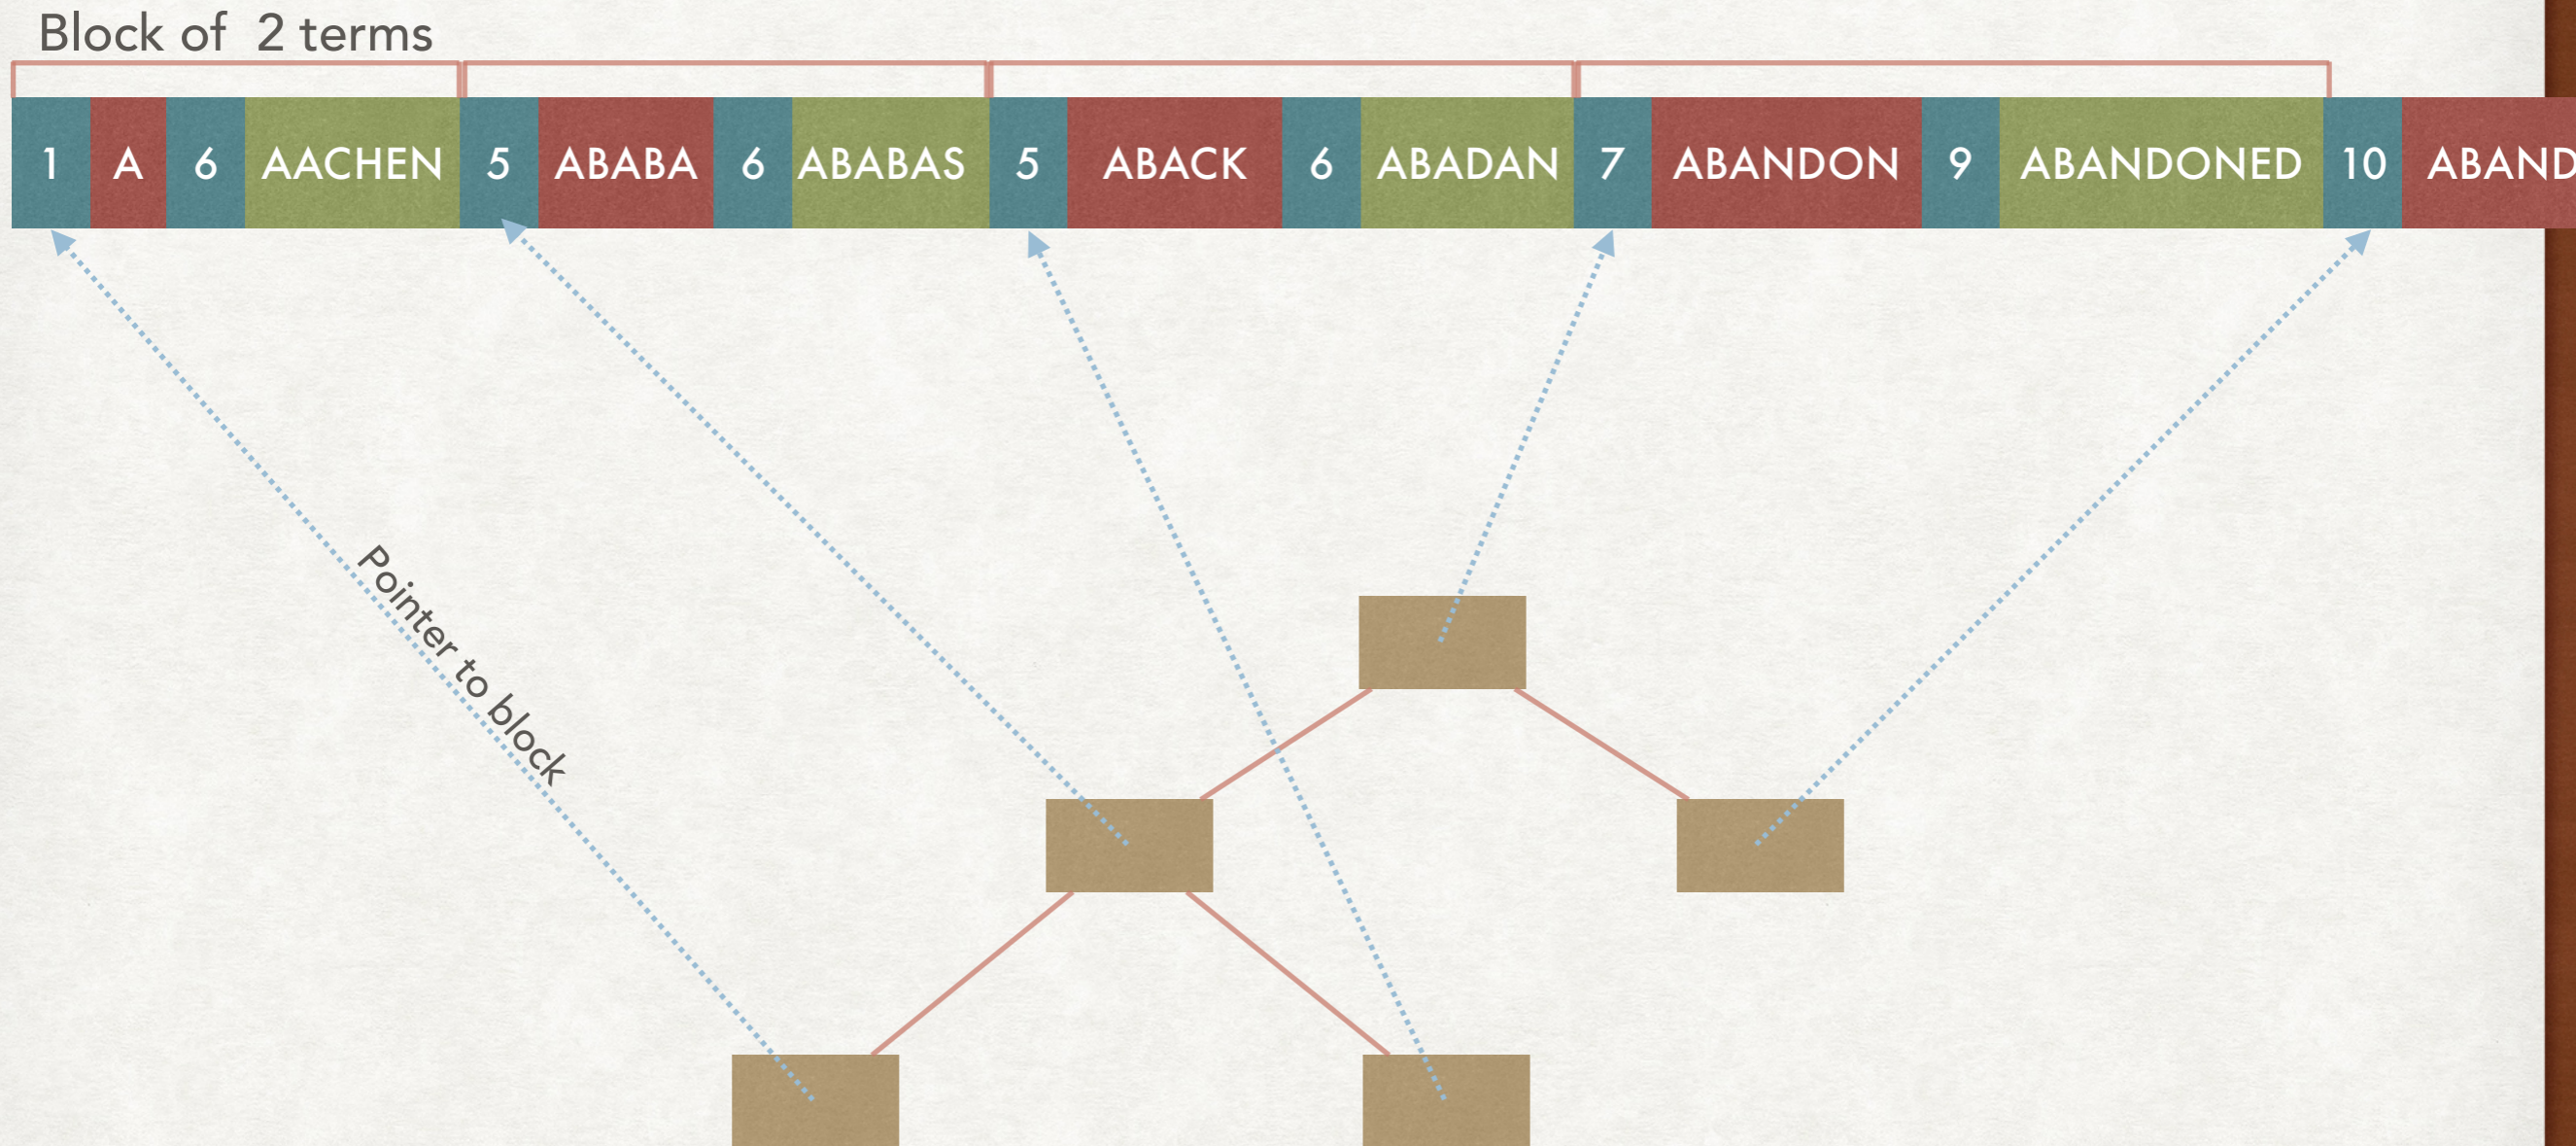 Block of 2 terms
1 A 6 AACHEN 5 ABABA 6 ABABAS 5 ABACK 6 ABADAN 7 ABANDON 9 ABANDONED 10 ABAND
Pointer to block